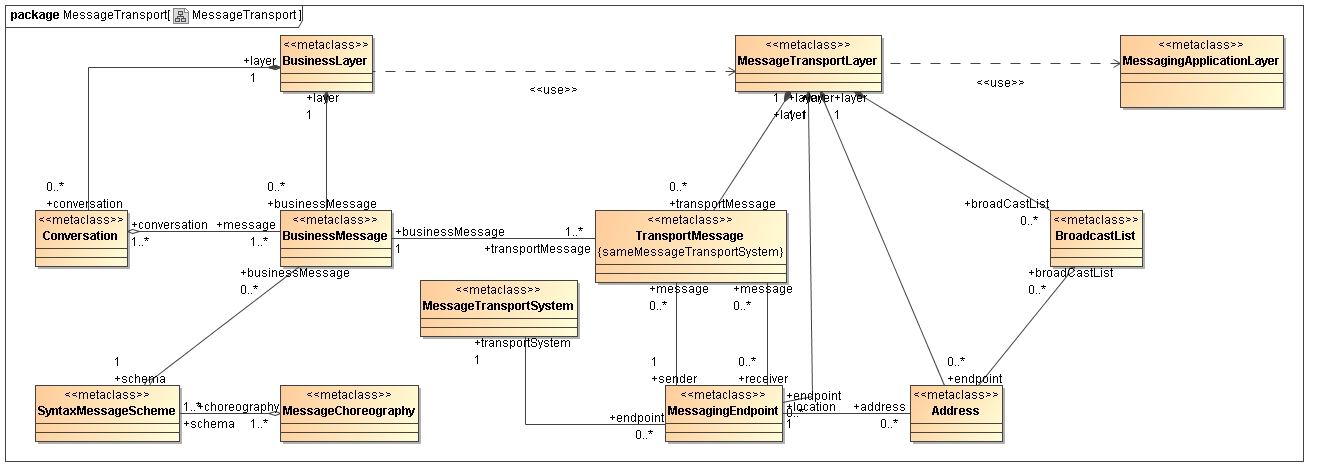 package MessageTransport[ MessageTransport ]
<<metaclass>>
BusinessLayer
<<metaclass>>
MessageTransportLayer
<<metaclass>>
MessagingApplicationLayer
+layer
1
<<use>>
<<use>>
+layer
1
1
+layer
+layer
+layer
1
1
0..*
+conversation
0..*
+businessMessage
0..*
+transportMessage
+broadCastList
0..*
<<metaclass>>
Conversation
+conversation
1..*
+message
1..*
<<metaclass>>
BusinessMessage
+businessMessage
1
1..*
+transportMessage
<<metaclass>>
TransportMessage
{sameMessageTransportSystem}
<<metaclass>>
BroadcastList
+businessMessage
0..*
+message
0..*
+message
0..*
+broadCastList
0..*
<<metaclass>>
MessageTransportSystem
+transportSystem
1
1
+schema
1
+sender
0..*
+receiver
0..*
+endpoint
<<metaclass>>
SyntaxMessageScheme
1..*
+choreography
+schema
1..*
<<metaclass>>
MessageChoreography
+endpoint
0..*
<<metaclass>>
MessagingEndpoint
+endpoint
0..*
+location
1
+address
0..*
<<metaclass>>
Address